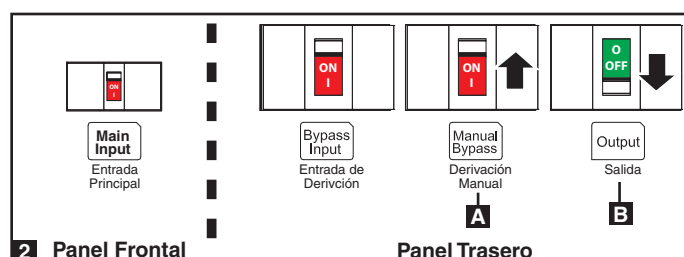 ON
I
Main
Input
Entrada
Principal
ON
I
Bypass
Input
Entrada de
Derivción
ON
I
Manual
Bypass
Derivación
Manual
A
O
OFF
Output
Salida
B
2 Panel Frontal
Panel Trasero